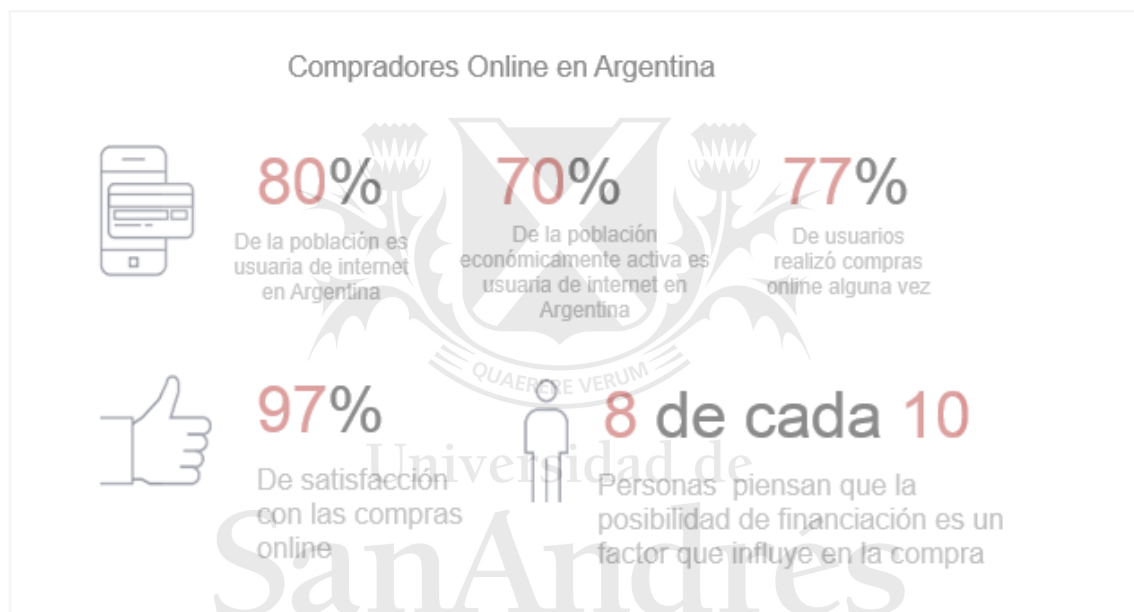 Compradores Online en Argentina
80%
De la población es
usuaria de internet
en Argentina
70%
De la población
económicamente activa es
usuaria de internet en
Argentina
77%
De usuarios
realizó compras
online alguna vez
QUAERERE VERUM
97%
De satisfacción
con las compras
online
8 de cada 10
Personas piensan que la
posibilidad de financiación es un
factor que influye en la compra
Universidad de
SanAndrés